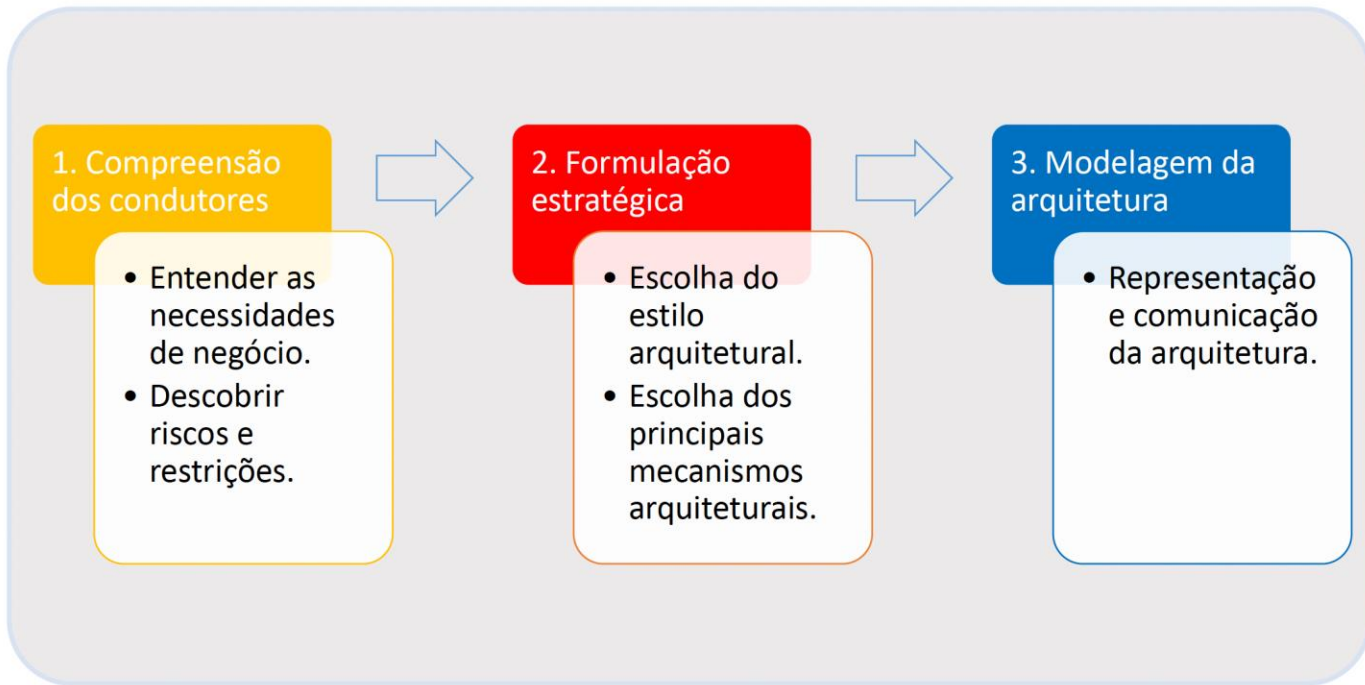 1. Compreensão
dos condutores
• Entender as
necessidades
de negócio.
• Descobrir
riscos e
restrições.
2. Formulação
estratégica
• Escolha do
estilo
arquitetural.
• Escolha dos
principais
mecanismos
arquiteturais.
3. Modelagem da
arquitetura
• Representação
e comunicação
da arquitetura.